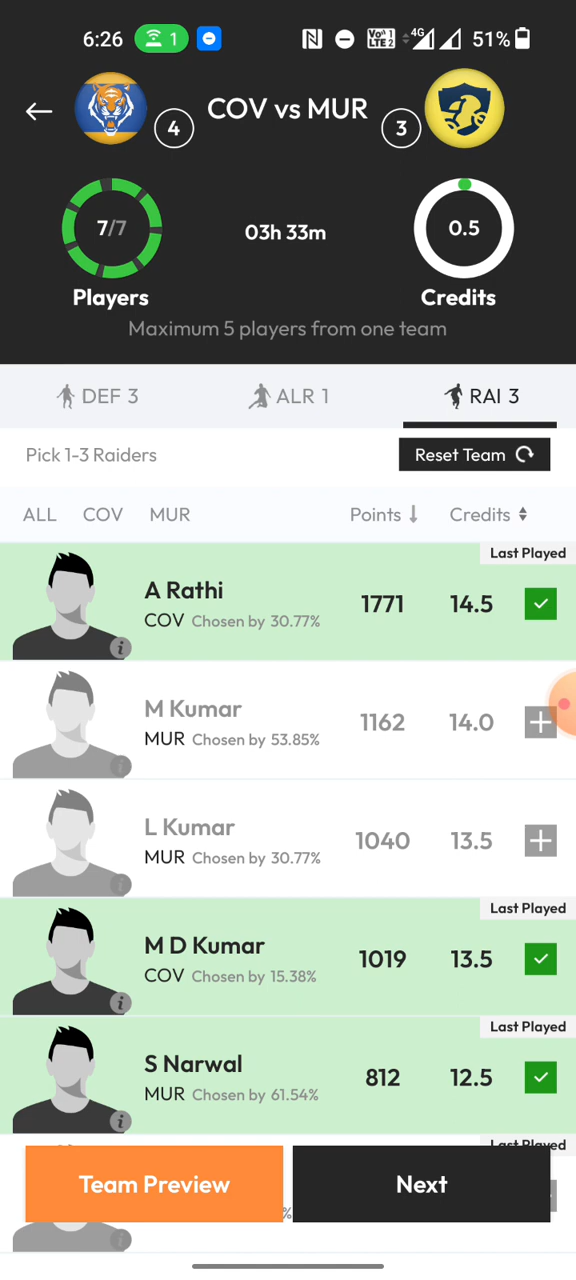 6:26 1 Vo 1 LTE 2 4G 51%
COV vs MUR
4 3
7/7 03h 33m 0.5
Players Credits
Maximum 5 players from one team
DEF 3 ALR 1 RAI 3
Pick 1-3 Raiders Reset Team
ALL COV MUR Points Credits
Last Played
A Rathi 1771 14.5
COV Chosen by 30.77%
M Kumar 1162 14.0
MUR Chosen by 53.85%
L Kumar 1040 13.5
MUR Chosen by 30.77%
Last Played
M D Kumar 1019 13.5
COV Chosen by 15.38%
Last Played
S Narwal 812 12.5
MUR Chosen by 61.54%
Last Played
Team Preview Next
%